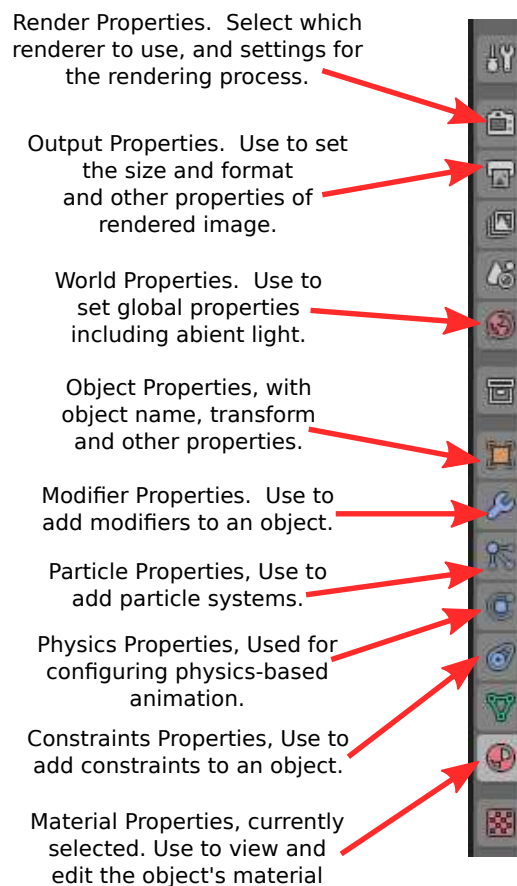 Render Properties.  Select which
renderer to use, and settings for
the rendering process.
Output Properties. Use to set
the size and format
and other properties of
rendered image.
World Properties.  Use to
set global properties
including abient light.
Object Properties, with
object name, transform
and other properties.
Modifier Properties.  Use to
add modifiers to an object.
Particle Properties, Use to
add particle systems.
Physics Properties, Used for
configuring physics-based
animation.
Constraints Properties, Use to
add constraints to an object.
Material Properties, currently
selected. Use to view and
edit the object's material